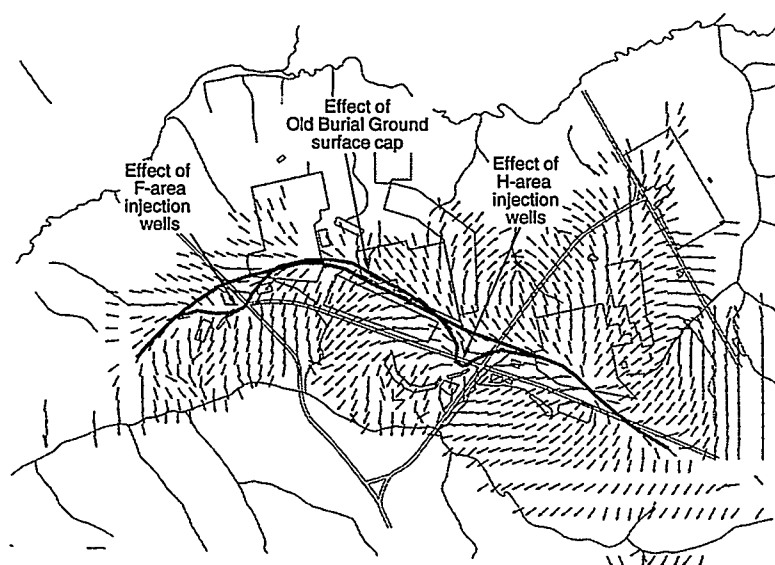 Effect of
Old Burial Ground
surface cap
Effect of
F-area
injection
wells
Effect of
H-area
injection
wells